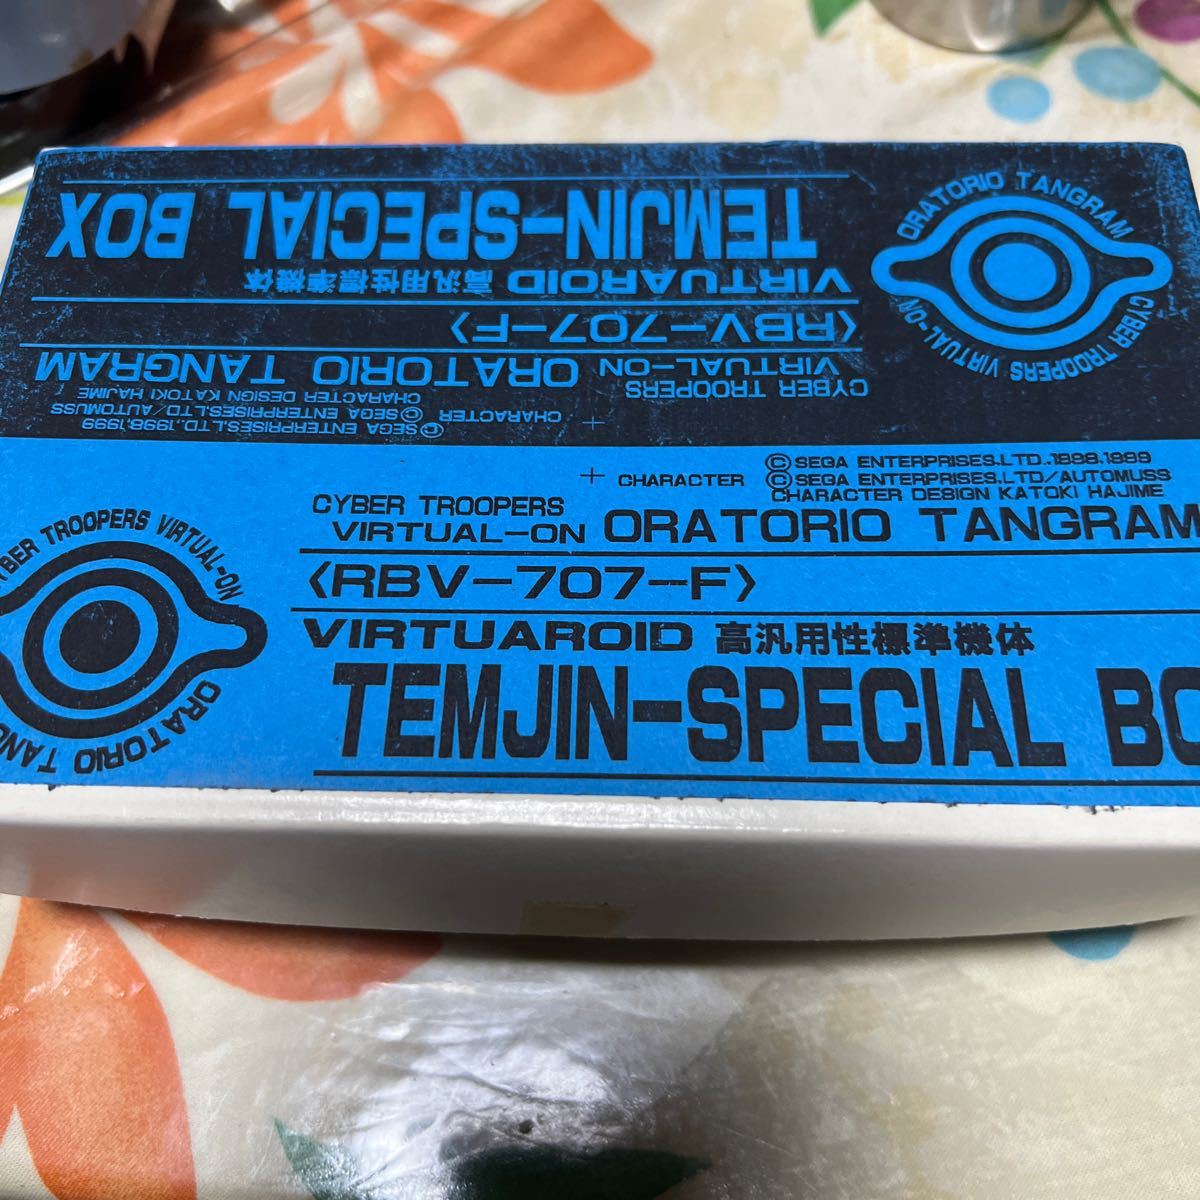 TEMJIN-SPECIAL BOX
VIRTUAROID 高汎用性標準機体
〈RBV-707-F〉
CYBER TROOPERS
VIRTUAL-ON ORATORIO TANGRAM
+ CHARACTER
©SEGA ENTERPRISES.LTD.1998,1999
©SEGA ENTERPRISES.LTD/AUTOMUSS
CHARACTER DESIGN KATOKI HAJIME
ORATORIO TANGRAM
CYBER TROOPERS VIRTUAL-ON
+ CHARACTER
©SEGA ENTERPRISES.LTD.1998.1999
©SEGA ENTERPRISES.LTD/AUTOMUSS
CHARACTER DESIGN KATOKI HAJIME
CYBER TROOPERS
VIRTUAL-ON ORATORIO TANGRAM
〈RBV-707-F〉
VIRTUAROID 高汎用性標準機体
TEMJIN-SPECIAL BO
YBER TROOPERS VIRTUAL-ON
ORATORIO TANG